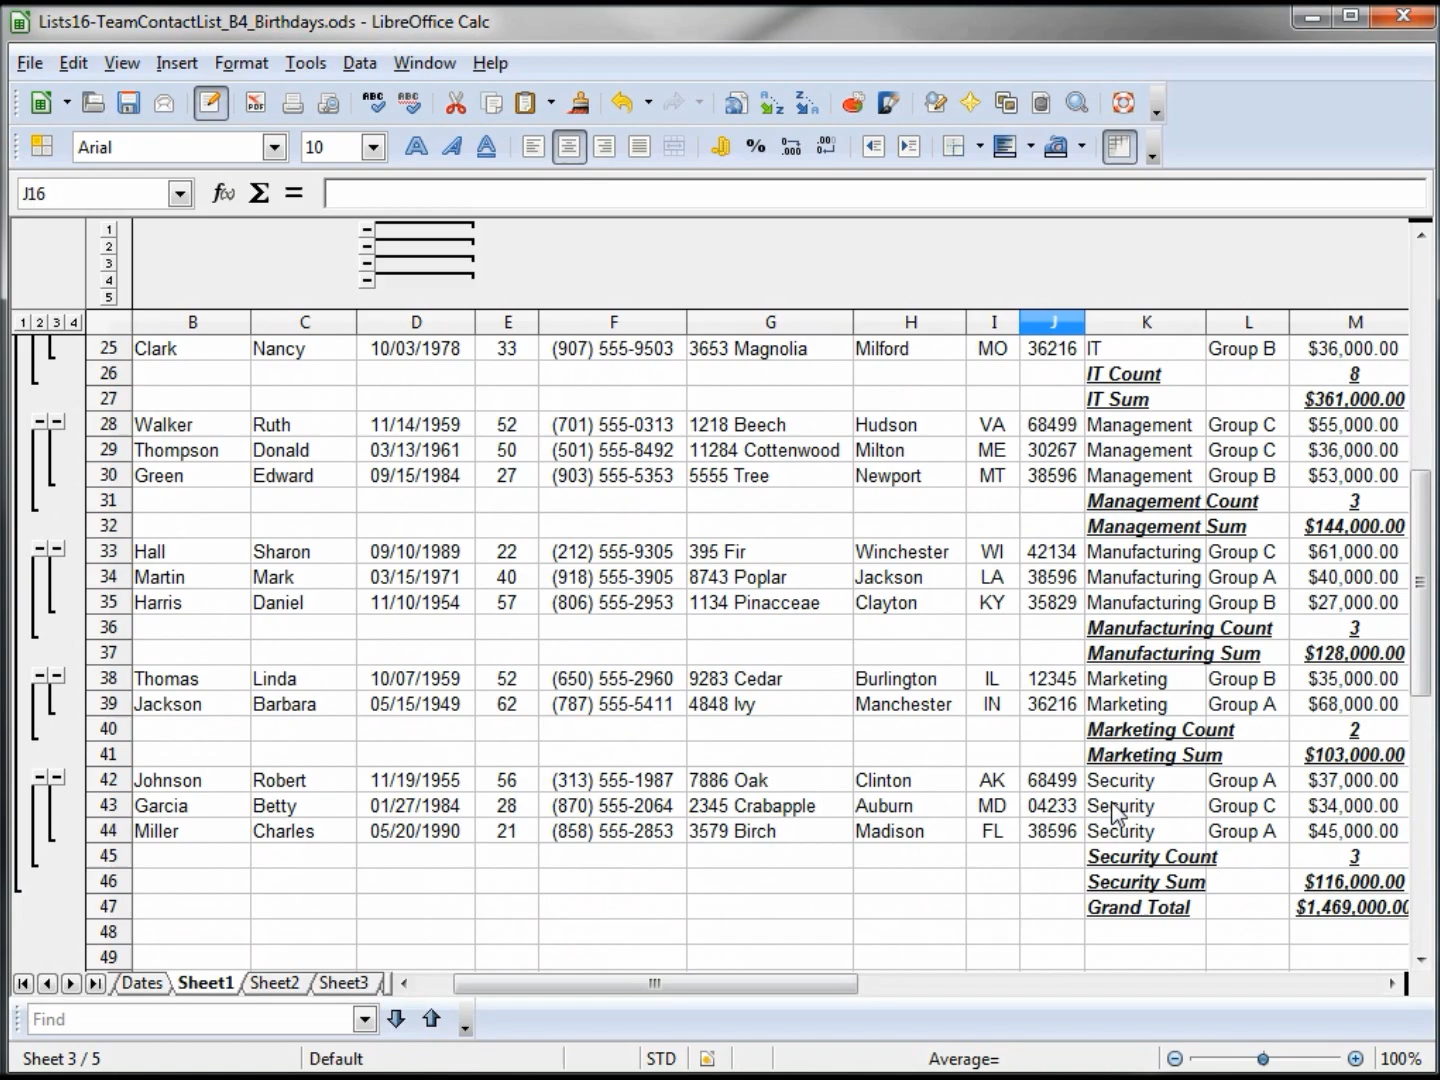 Lists16-TeamContactList_B4_Birthdays.ods - LibreOffice Calc
File Edit View Insert Format Tools Data Window Help
Arial 10
J16
1
2
3
4
5
1 2 3 4 B C D E F G H I J K L M
25 Clark Nancy 10/03/1978 33 (907) 555-9503 3653 Magnolia Milford MO 36216 IT Group B $36,000.00
26 IT Count 8
27 IT Sum $361,000.00
28 Walker Ruth 11/14/1959 52 (701) 555-0313 1218 Beech Hudson VA 68499 Management Group C $55,000.00
29 Thompson Donald 03/13/1961 50 (501) 555-8492 11284 Cottenwood Milton ME 30267 Management Group C $36,000.00
30 Green Edward 09/15/1984 27 (903) 555-5353 5555 Tree Newport MT 38596 Management Group B $53,000.00
31 Management Count 3
32 Management Sum $144,000.00
33 Hall Sharon 09/10/1989 22 (212) 555-9305 395 Fir Winchester WI 42134 Manufacturing Group C $61,000.00
34 Martin Mark 03/15/1971 40 (918) 555-3905 8743 Poplar Jackson LA 38596 Manufacturing Group A $40,000.00
35 Harris Daniel 11/10/1954 57 (806) 555-2953 1134 Pinacceae Clayton KY 35829 Manufacturing Group B $27,000.00
36 Manufacturing Count 3
37 Manufacturing Sum $128,000.00
38 Thomas Linda 10/07/1959 52 (650) 555-2960 9283 Cedar Burlington IL 12345 Marketing Group B $35,000.00
39 Jackson Barbara 05/15/1949 62 (787) 555-5411 4848 Ivy Manchester IN 36216 Marketing Group A $68,000.00
40 Marketing Count 2
41 Marketing Sum $103,000.00
42 Johnson Robert 11/19/1955 56 (313) 555-1987 7886 Oak Clinton AK 68499 Security Group A $37,000.00
43 Garcia Betty 01/27/1984 28 (870) 555-2064 2345 Crabapple Auburn MD 04233 Security Group C $34,000.00
44 Miller Charles 05/20/1990 21 (858) 555-2853 3579 Birch Madison FL 38596 Security Group A $45,000.00
45 Security Count 3
46 Security Sum $116,000.00
47 Grand Total $1,469,000.00
48
49
Dates Sheet1 Sheet2 Sheet3
Find
Sheet 3 / 5 Default STD Average= 100%